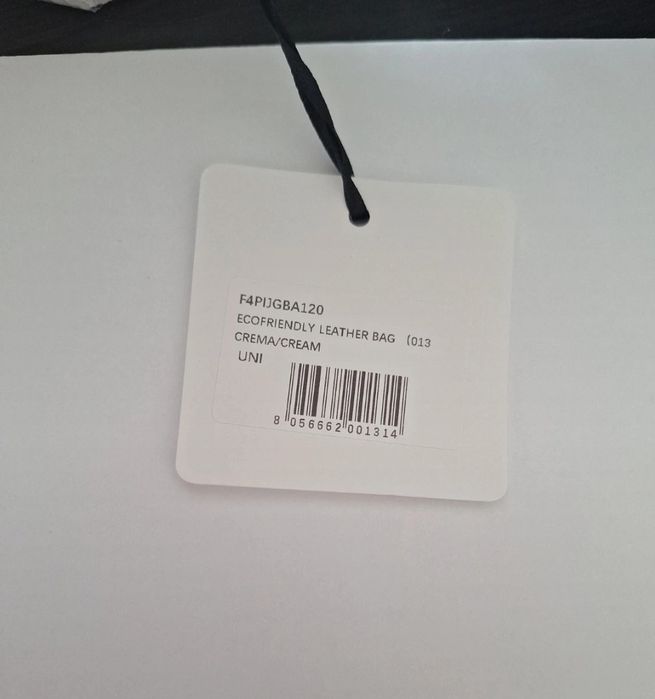 F4PIJGBA120
ECOFRIENDLY LEATHER BAG (013
CREMA/CREAM
UNI
8 056662 001314